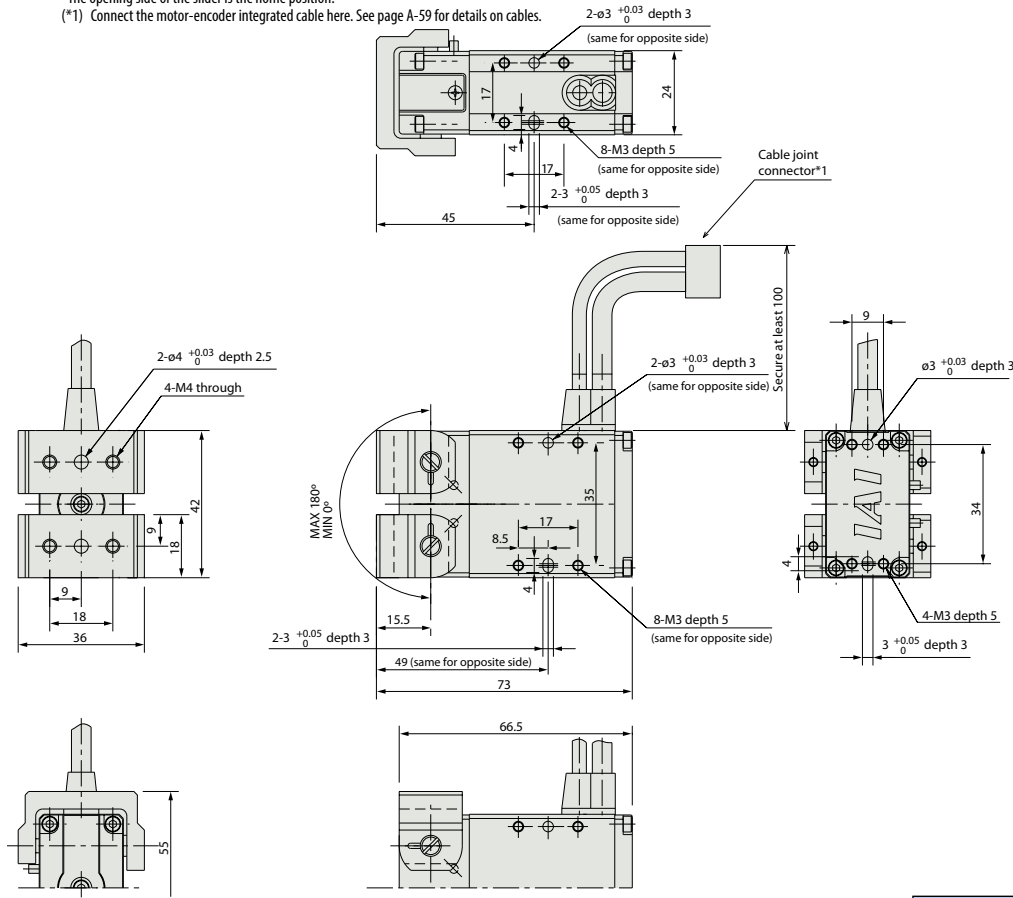 *The opening side of the slider is the home position.
(*1) Connect the motor-encoder integrated cable here. See page A-59 for details on cables.
2-ø3 +0.03 0 depth 3
(same for opposite side)
17
24
4
17
8-M3 depth 5
(same for opposite side)
2-3 +0.05 0 depth 3
(same for opposite side)
45
Cable joint
connector*1
Secure at least 100
2-ø4 +0.03 0 depth 2.5
4-M4 through
42
9
18
9
18
36
2-ø3 +0.03 0 depth 3
(same for opposite side)
MAX 180º
MIN 0º
35
17
8.5
4
15.5
8-M3 depth 5
(same for opposite side)
2-3 +0.05 0 depth 3
49 (same for opposite side)
73
9
ø3 +0.03 0 depth 3
IAI
34
4
4-M3 depth 5
3 +0.05 0 depth 3
55
66.5